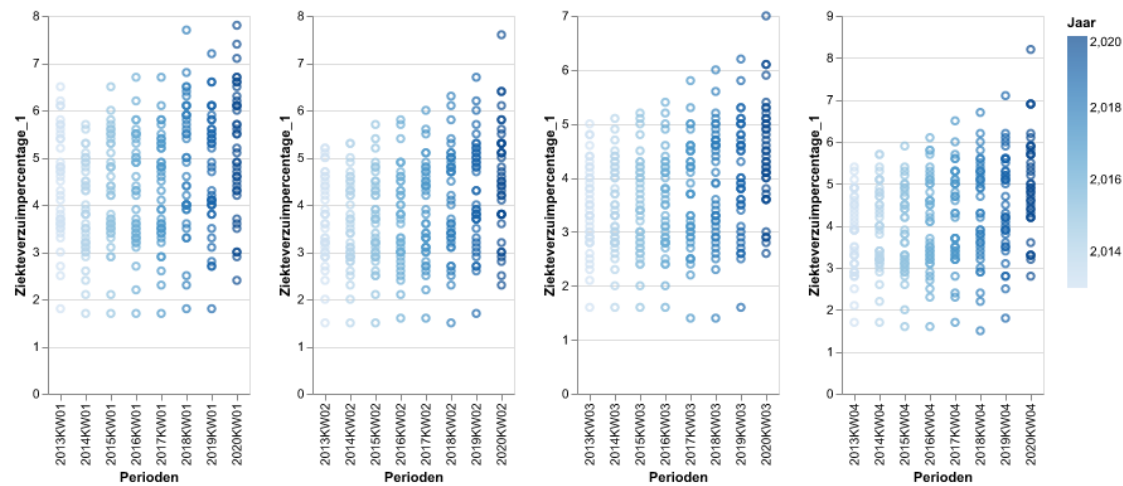 8
7
6
5
4
3
2
1
0
Ziekteverzuimpercentage_1
2013KW01
2014KW01
2015KW01
2016KW01
2017KW01
2018KW01
2019KW01
2020KW01
Perioden
8
7
6
5
4
3
2
1
0
Ziekteverzuimpercentage_1
2013KW02
2014KW02
2015KW02
2016KW02
2017KW02
2018KW02
2019KW02
2020KW02
Perioden
7
6
5
4
3
2
1
0
Ziekteverzuimpercentage_1
2013KW03
2014KW03
2015KW03
2016KW03
2017KW03
2018KW03
2019KW03
2020KW03
Perioden
9
8
7
6
5
4
3
2
1
0
Ziekteverzuimpercentage_1
2013KW04
2014KW04
2015KW04
2016KW04
2017KW04
2018KW04
2019KW04
2020KW04
Perioden
Jaar
2,020
2,018
2,016
2,014